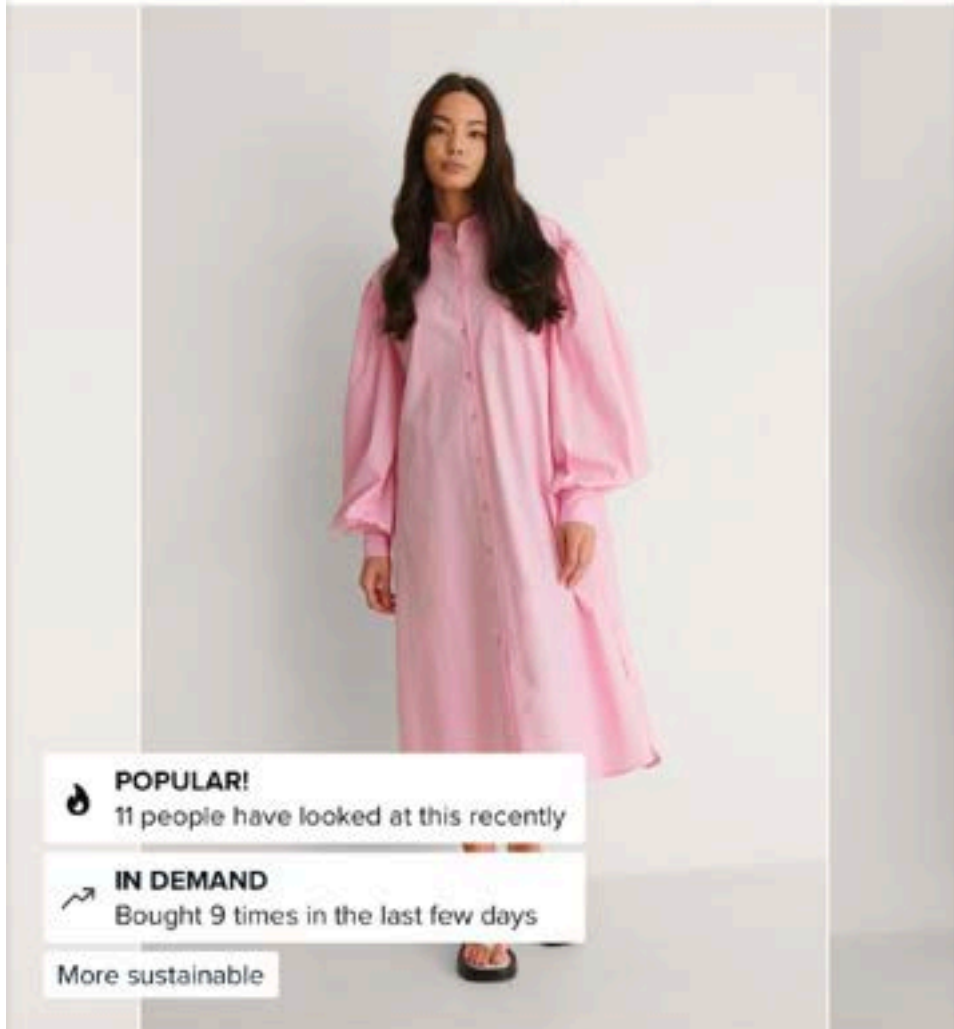 POPULAR!
11 people have looked at this recently
IN DEMAND
Bought 9 times in the last few days
More sustainable